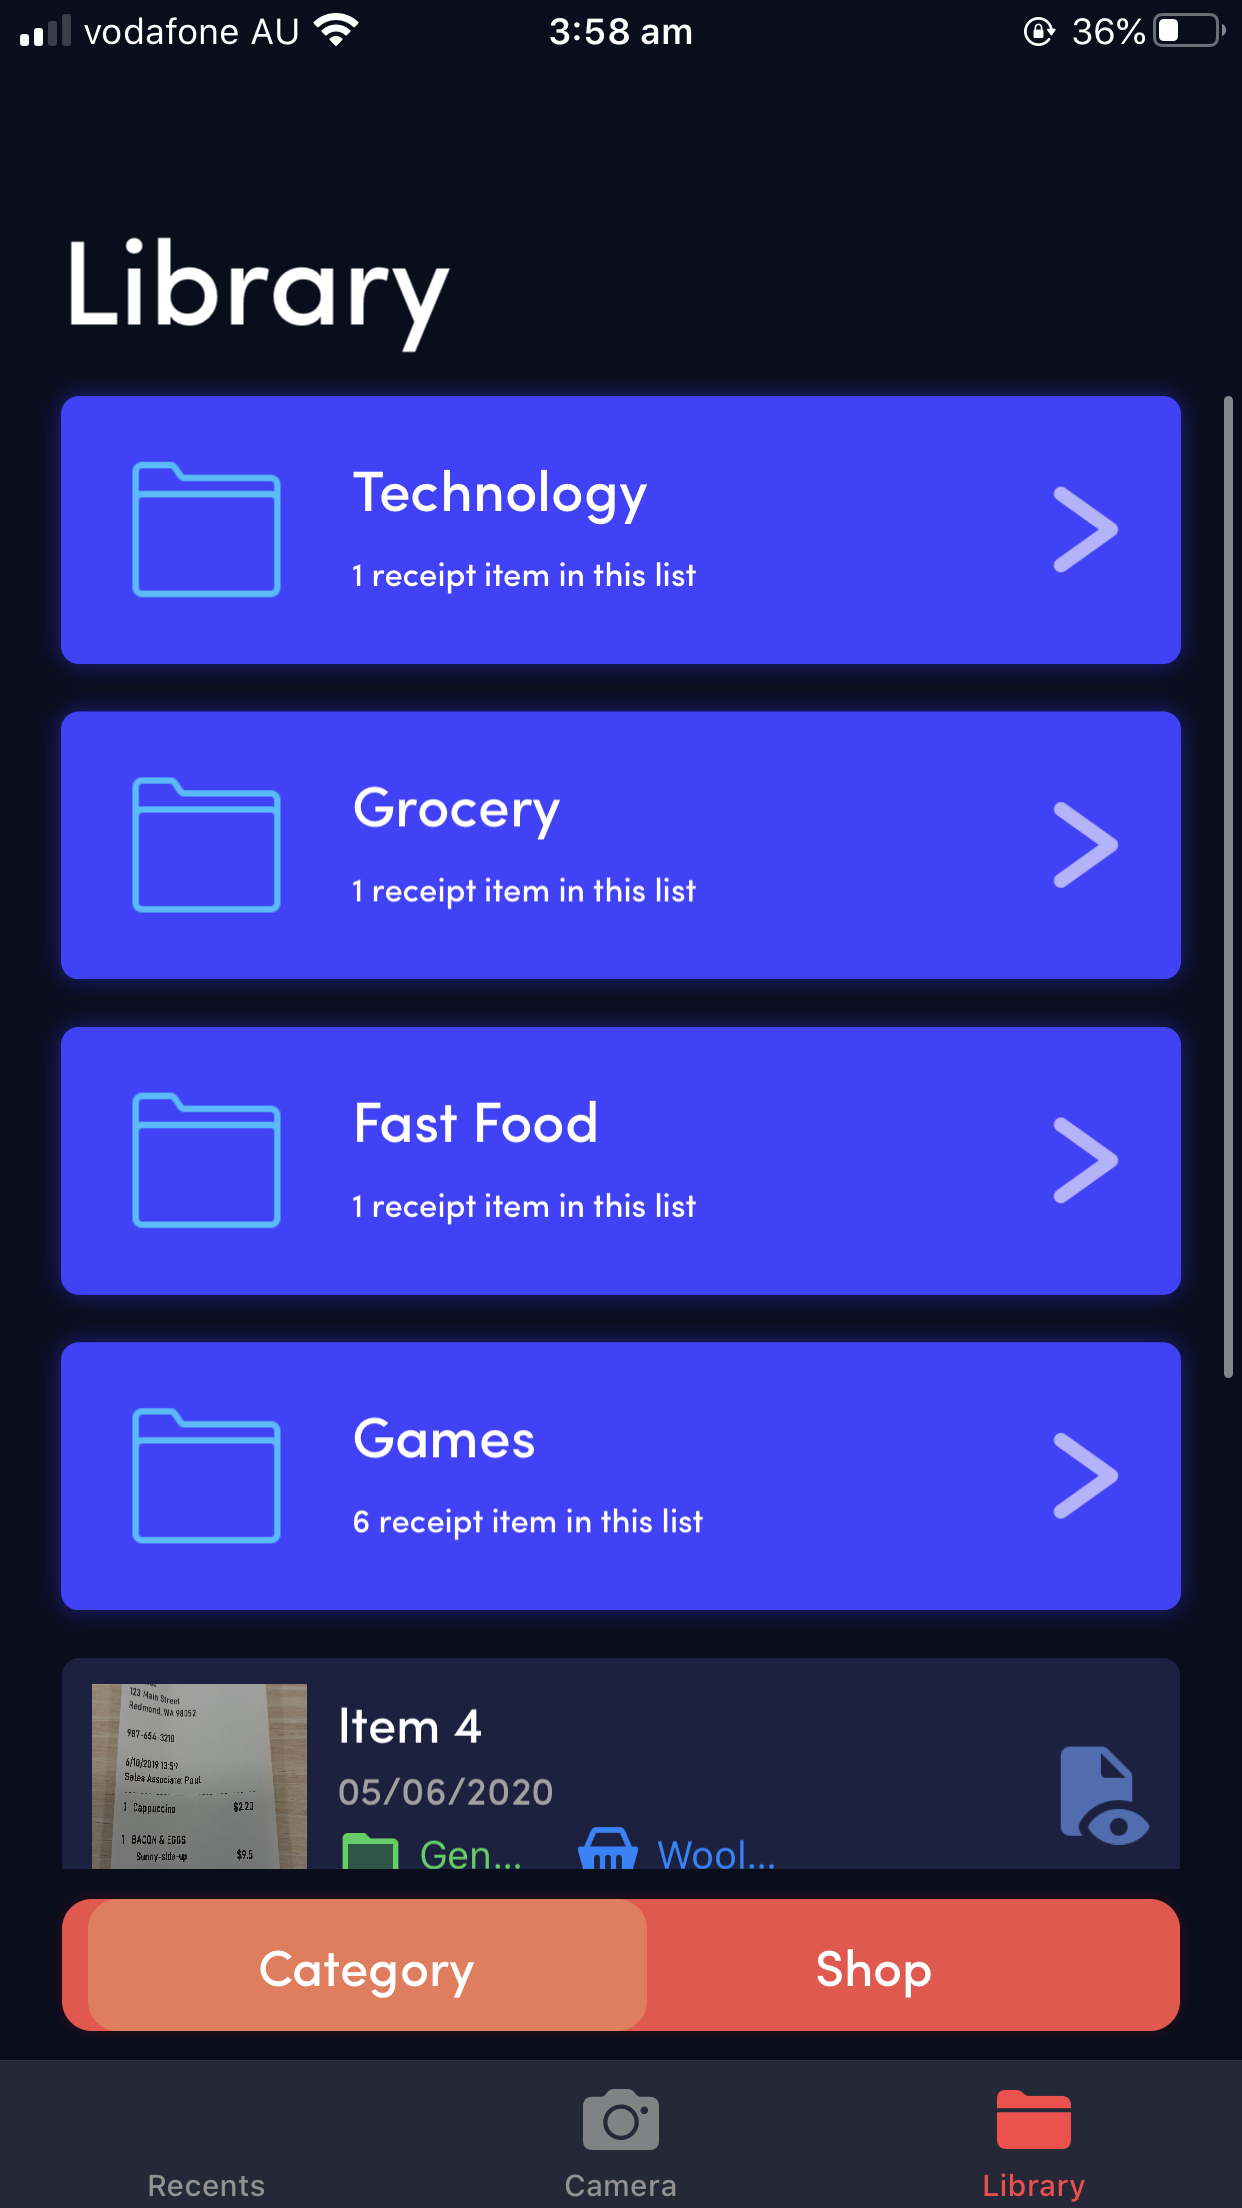 vodafone AU 3:58 am 36%
Library
Technology
1 receipt item in this list
Grocery
1 receipt item in this list
Fast Food
1 receipt item in this list
Games
6 receipt item in this list
123 Main Street
Redmond, WA 98052
987-654-3210
6/10/2019 13:59
Sales Associate: Paul
1 Cappuccino $2.20
1 BACON & EGGS
Sunny-side-up $9.5
Item 4
05/06/2020
Gen... Wool...
Category Shop
Recents Camera Library